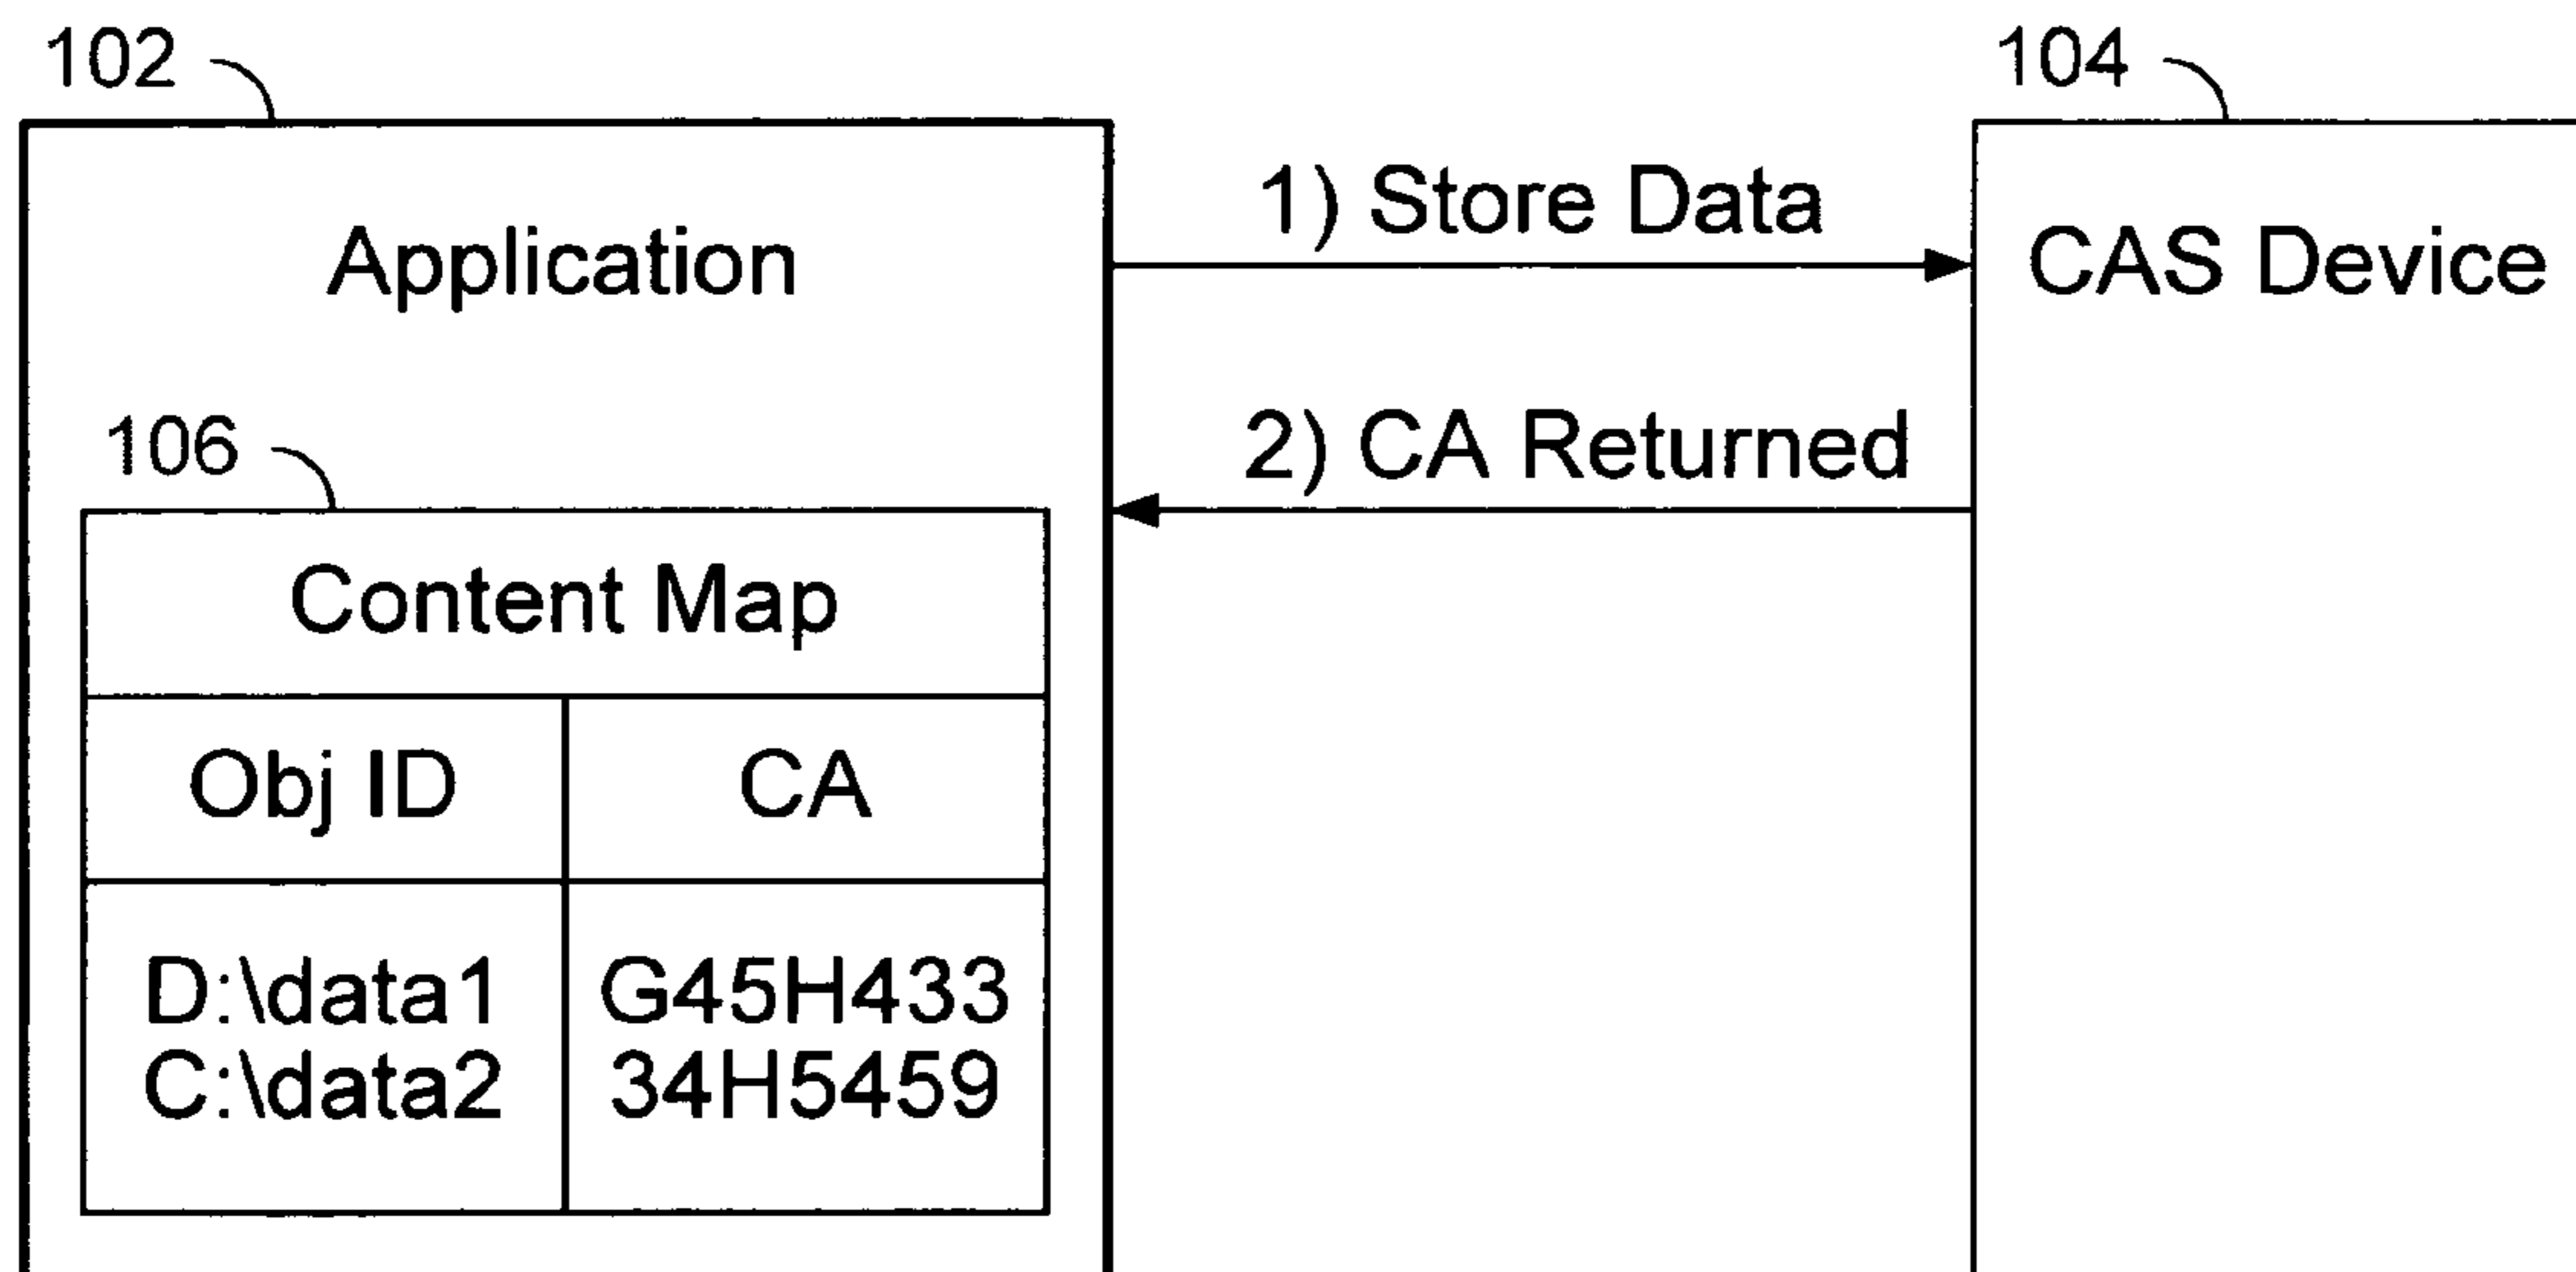 102
104
Application
1) Store Data
CAS Device
2) CA Returned
106
Content Map
Obj ID CA
D:\data1 G45H433
C:\data2 34H5459